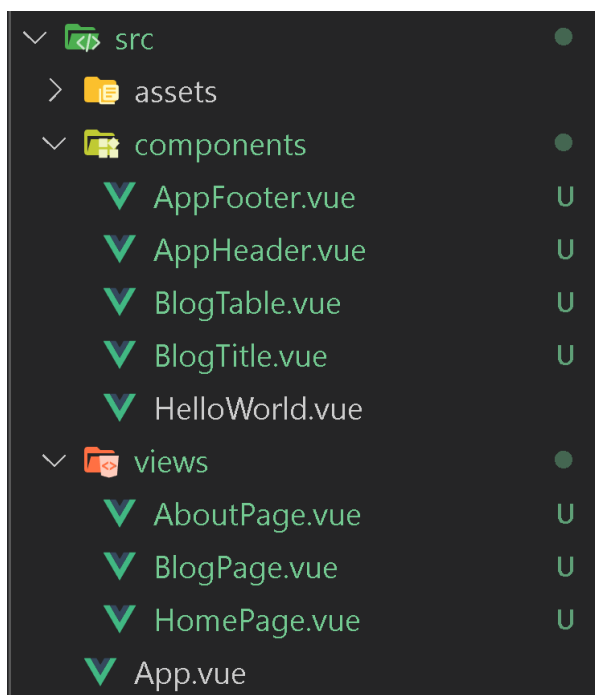 src
assets
components
AppFooter.vue U
AppHeader.vue U
BlogTable.vue U
BlogTitle.vue U
HelloWorld.vue
views
AboutPage.vue U
BlogPage.vue U
HomePage.vue U
App.vue